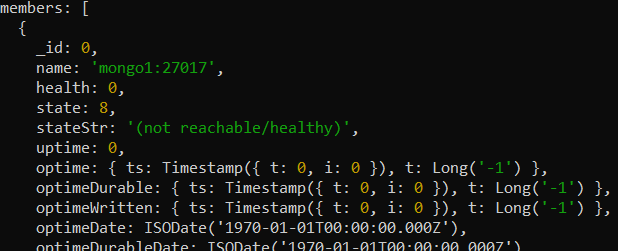 members: [
{
_id: 0,
name: 'mongo1:27017',
health: 0,
state: 8,
stateStr: '(not reachable/healthy)',
uptime: 0,
optime: { ts: Timestamp({ t: 0, i: 0 }), t: Long('-1') },
optimeDurable: { ts: Timestamp({ t: 0, i: 0 }), t: Long('-1') },
optimeWritten: { ts: Timestamp({ t: 0, i: 0 }), t: Long('-1') },
optimeDate: ISODate('1970-01-01T00:00:00.000Z'),
optimeDurableDate: ISODate('1970-01-01T00:00:00.000Z')